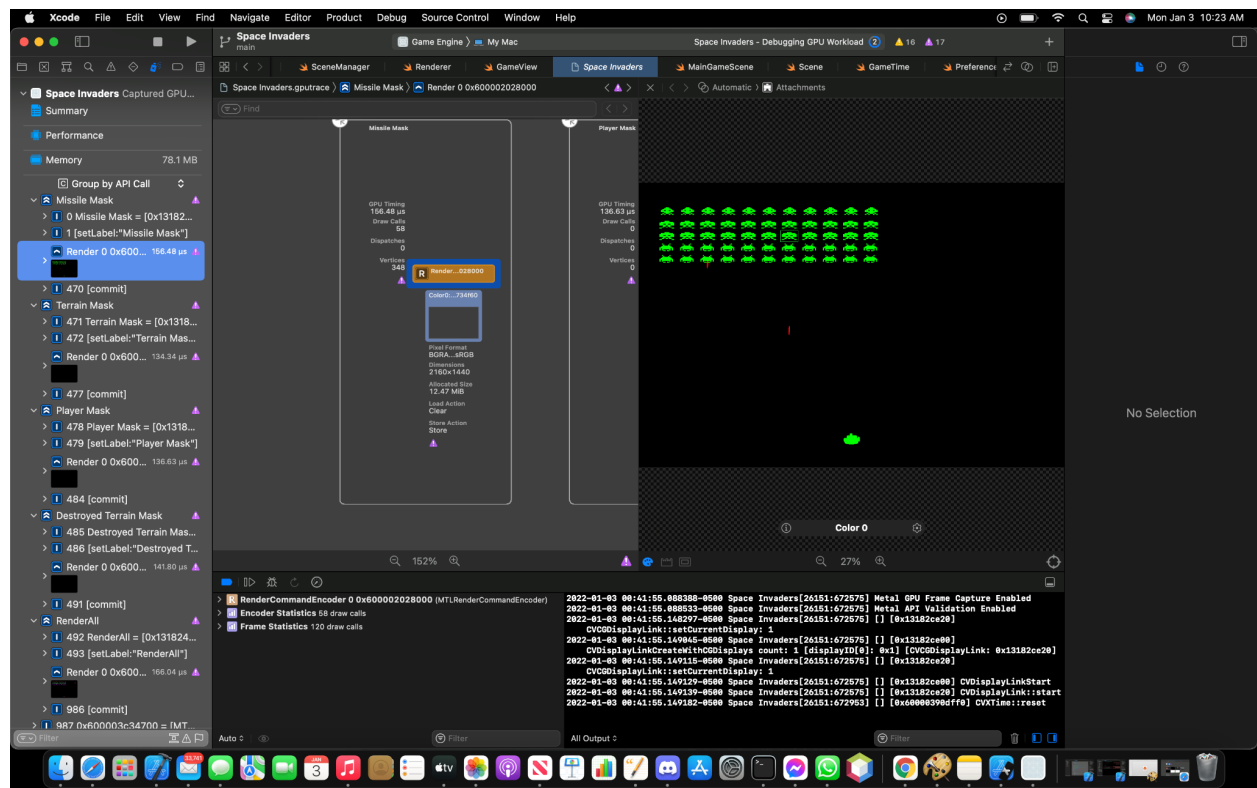 Xcode File Edit View Find Navigate Editor Product Debug Source Control Window Help
Mon Jan 3 10:23 AM
Space Invaders
main
Game Engine 〉 My Mac
Space Invaders - Debugging GPU Workload 2 16 17
SceneManager Renderer GameView Space Invaders MainGameScene Scene GameTime Preference
Space Invaders.gputrace 〉 Missile Mask 〉 Render 0 0x600002028000
Automatic 〉 Attachments
Find
Space Invaders Captured GPU...
Summary
Performance
Memory 78.1 MB
Group by API Call
Missile Mask
0 Missile Mask = [0x13182...
1 [setLabel:"Missile Mask"]
Render 0 0x600... 156.48 µs
470 [commit]
Terrain Mask
471 Terrain Mask = [0x1318...
472 [setLabel:"Terrain Mas...
Render 0 0x600... 134.34 µs
477 [commit]
Player Mask
478 Player Mask = [0x1318...
479 [setLabel:"Player Mask"]
Render 0 0x600... 136.63 µs
484 [commit]
Destroyed Terrain Mask
485 Destroyed Terrain Mas...
486 [setLabel:"Destroyed T...
Render 0 0x600... 141.80 µs
491 [commit]
RenderAll
492 RenderAll = [0x131824...
493 [setLabel:"RenderAll"]
Render 0 0x600... 166.04 µs
986 [commit]
987 0x600003c34700 = [MT...
Filter
Missile Mask
GPU Timing
156.48 µs
Draw Calls
58
Dispatches
0
Vertices
348
R Render...028000
Color0:...734f60
Pixel Format
BGRA...sRGB
Dimensions
2160×1440
Allocated Size
12.47 MiB
Load Action
Clear
Store Action
Store
Player Mask
GPU Timing
136.63 µs
Draw Calls
0
Dispatches
0
Vertices
0
152%
Color 0
27%
No Selection
RenderCommandEncoder 0 0x600002028000 (MTLRenderCommandEncoder)
Encoder Statistics 58 draw calls
Frame Statistics 120 draw calls
Auto
Filter
2022-01-03 00:41:55.088388-0500 Space Invaders[26151:672575] Metal GPU Frame Capture Enabled
2022-01-03 00:41:55.088533-0500 Space Invaders[26151:672575] Metal API Validation Enabled
2022-01-03 00:41:55.148297-0500 Space Invaders[26151:672575] [] [0x13182ce20]
CVCGDisplayLink::setCurrentDisplay: 1
2022-01-03 00:41:55.149045-0500 Space Invaders[26151:672575] [] [0x13182ce00]
CVDisplayLinkCreateWithCGDisplays count: 1 [displayID[0]: 0x1] [CVCGDisplayLink: 0x13182ce20]
2022-01-03 00:41:55.149115-0500 Space Invaders[26151:672575] [] [0x13182ce20]
CVCGDisplayLink::setCurrentDisplay: 1
2022-01-03 00:41:55.149129-0500 Space Invaders[26151:672575] [] [0x13182ce00] CVDisplayLinkStart
2022-01-03 00:41:55.149139-0500 Space Invaders[26151:672575] [] [0x13182ce20] CVDisplayLink::start
2022-01-03 00:41:55.149182-0500 Space Invaders[26151:672953] [] [0x60000390dff0] CVXTime::reset
All Output
Filter
33,761
JAN
3
tv